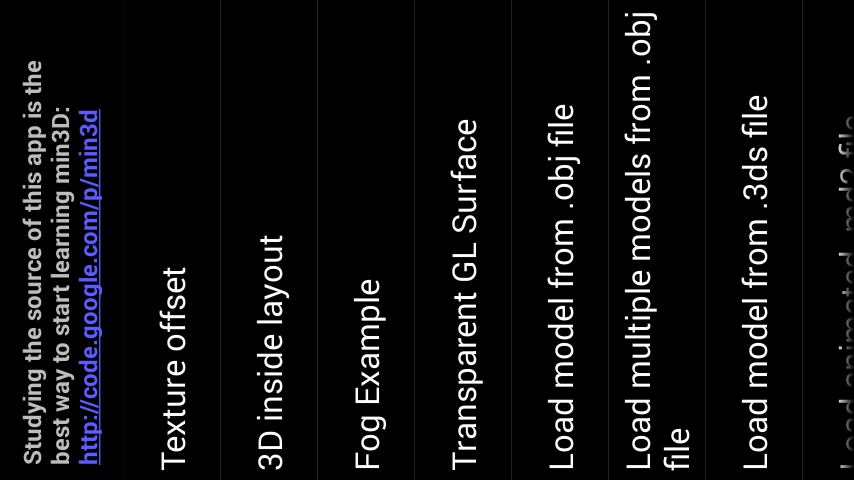 Studying the source of this app is the
best way to start learning min3D:
http://code.google.com/p/min3d
Texture offset
3D inside layout
Fog Example
Transparent GL Surface
Load model from .obj file
Load multiple models from .obj
file
Load model from .3ds file
Load animated .md2 file